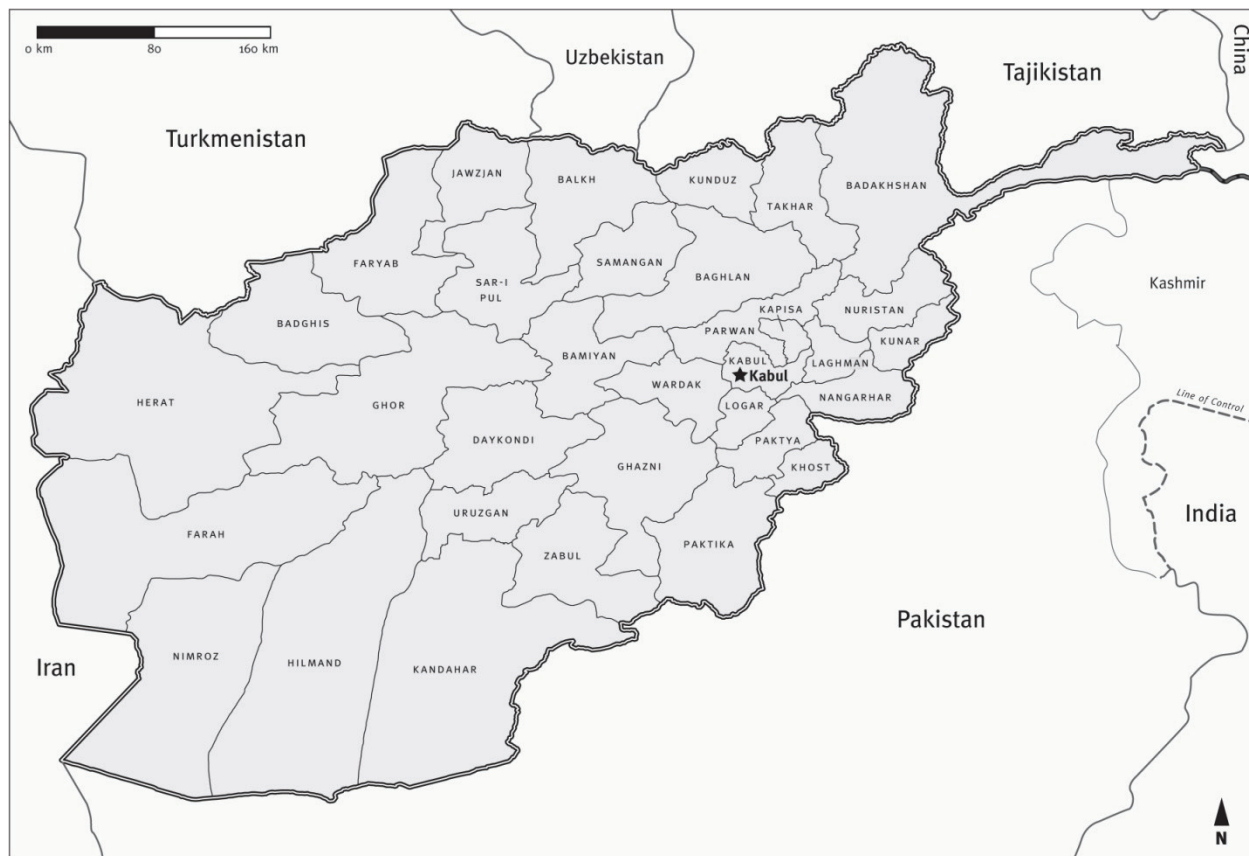 0 km 80 160 km
Uzbekistan
Tajikistan
China
Turkmenistan
JAWZJAN
BALKH
KUNDUZ
TAKHAR
BADAKHSHAN
FARYAB
SAR-I
PUL
SAMANGAN
BAGHLAN
Kashmir
BADGHIS
KAPISA
NURISTAN
PARWAN
KUNAR
BAMIYAN
KABUL
LAGHMAN
Kabul
HERAT
GHOR
WARDAK
NANGARHAR
LOGAR
Line of Control
DAYKONDI
PAKTYA
GHAZNI
KHOST
URUZGAN
India
FARAH
ZABUL
PAKTIKA
Pakistan
Iran
NIMROZ
HILMAND
KANDAHAR
N